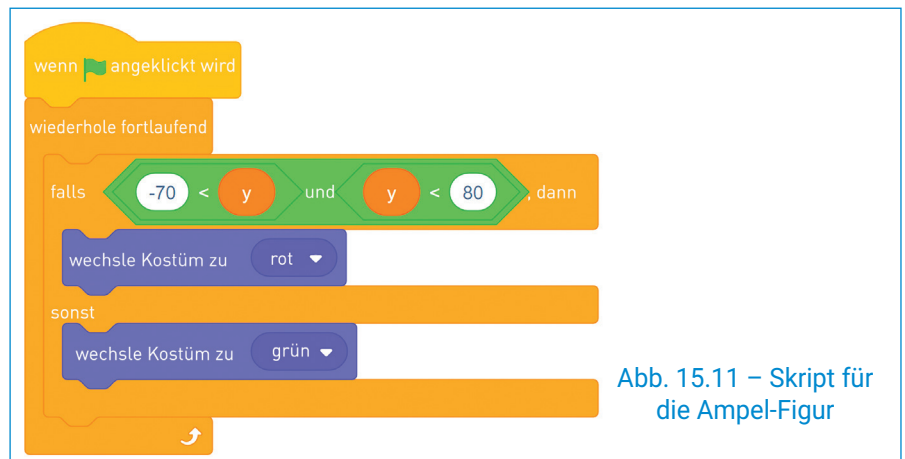 wenn angeklickt wird
wiederhole fortlaufend
falls -70 < y und y < 80 , dann
wechsle Kostüm zu rot
sonst
wechsle Kostüm zu grün
Abb. 15.11 – Skript für
die Ampel-Figur